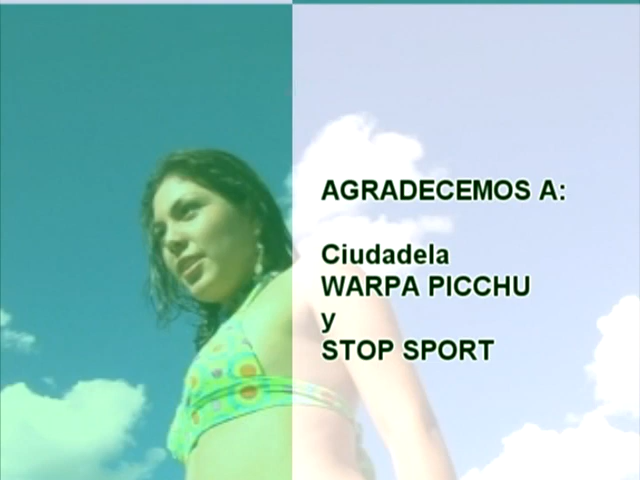 AGRADECEMOS A:
Ciudadela
WARPA PICCHU
y
STOP SPORT